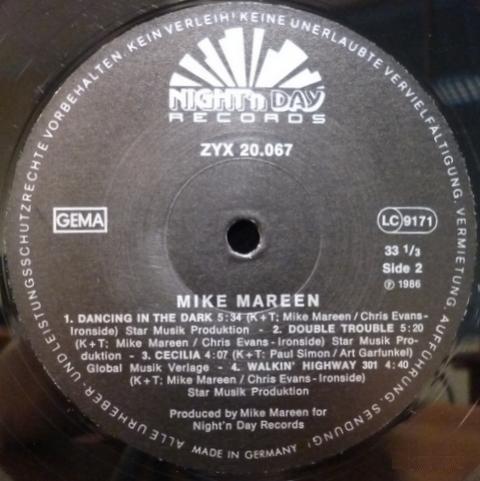 ALLE URHEBER- UND LEISTUNGSSCHUTZRECHTE VORBEHALTEN. KEIN VERLEIH! KEINE UNERLAUBTE VERVIELFÄLTIGUNG, VERMIETUNG, AUFFÜHRUNG, SENDUNG!
NIGHT'n DAY
RECORDS
ZYX 20.067
GEMA
LC 9171
33 1/3
Side 2
℗ 1986
MIKE MAREEN
1. DANCING IN THE DARK 5:34 (K+T: Mike Mareen / Chris Evans-
Ironside) Star Musik Produktion - 2. DOUBLE TROUBLE 5:20
(K+T: Mike Mareen / Chris Evans-Ironside) Star Musik Pro-
duktion - 3. CECILIA 4:07 (K+T: Paul Simon / Art Garfunkel)
Global Musik Verlage - 4. WALKIN' HIGHWAY 301 4:40,
(K+T: Mike Mareen / Chris Evans-Ironside)
Star Musik Produktion
Produced by Mike Mareen for
Night'n Day Records
MADE IN GERMANY